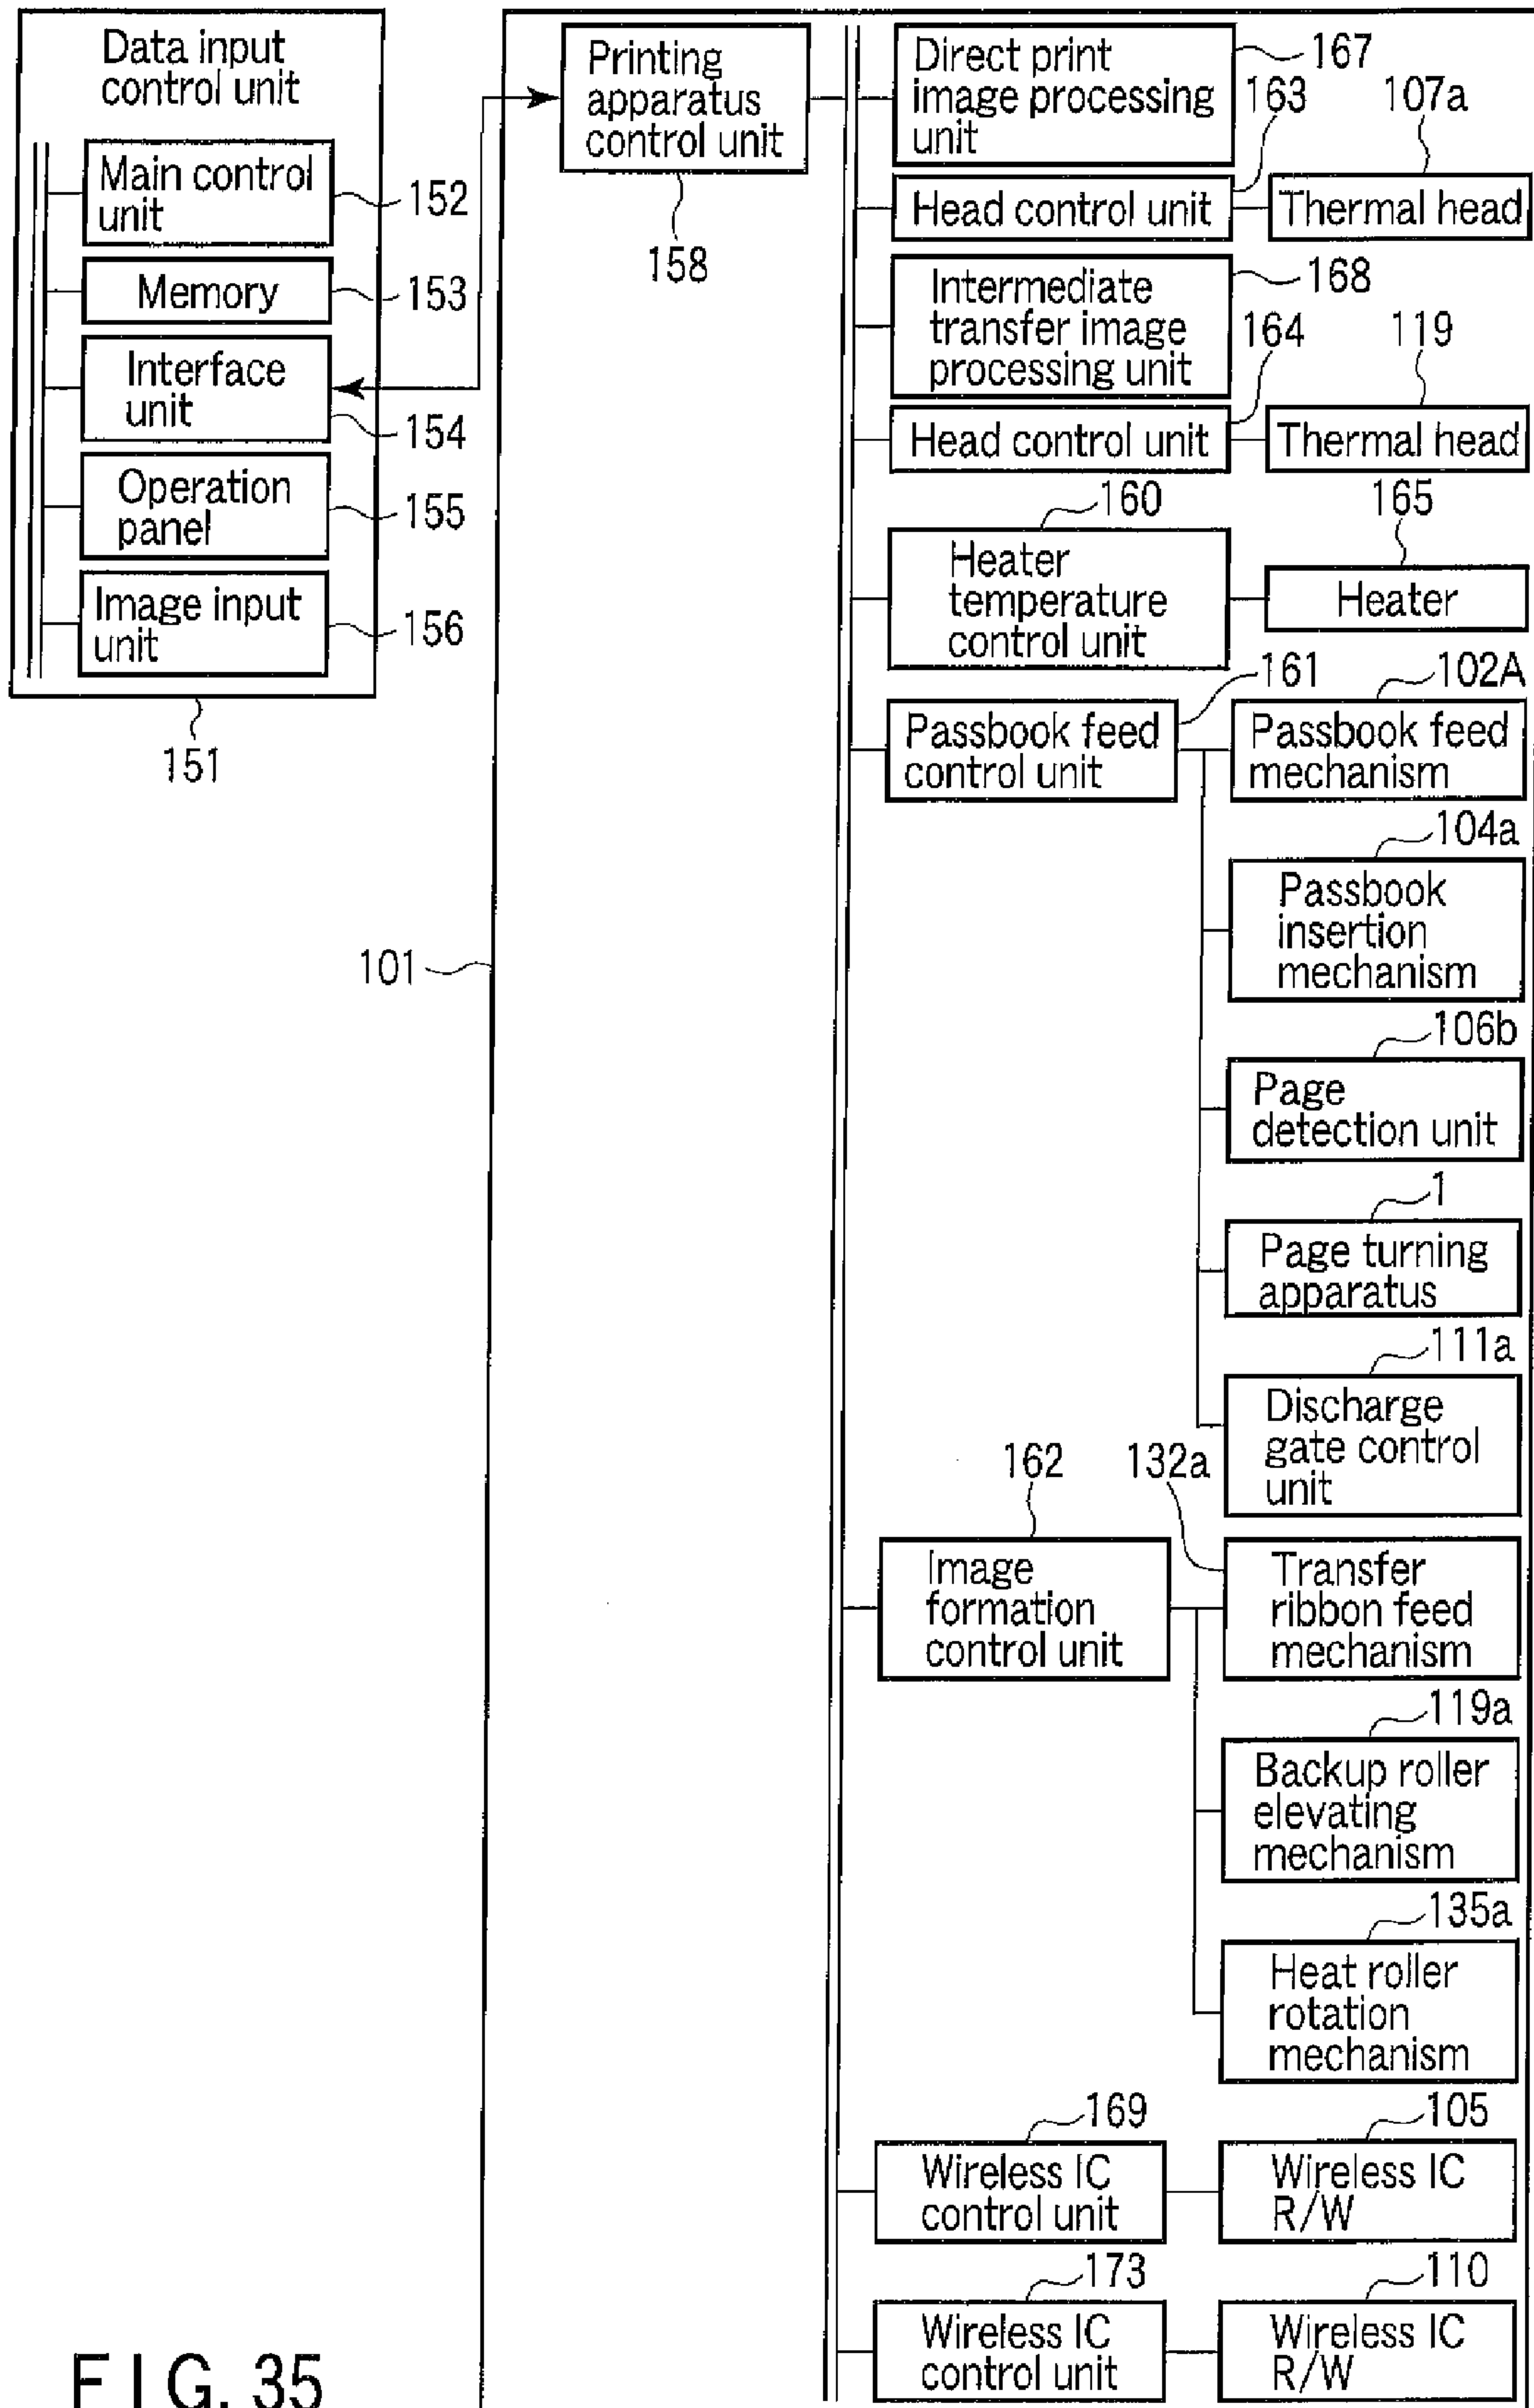 Data input
control unit
Main control
unit
152
Memory
153
Interface
unit
154
Operation
panel
155
Image input
unit
156
151
101
Printing
apparatus
control unit
158
Direct print
image processing
unit
167
Head control unit
163
Thermal head
107a
Intermediate
transfer image
processing unit
168
Head control unit
164
Thermal head
119
Heater
temperature
control unit
160
Heater
165
Passbook feed
control unit
161
Passbook feed
mechanism
102A
Passbook
insertion
mechanism
104a
Page
detection unit
106b
Page turning
apparatus
1
Discharge
gate control
unit
111a
Image
formation
control unit
162
Transfer
ribbon feed
mechanism
132a
Backup roller
elevating
mechanism
119a
Heat roller
rotation
mechanism
135a
Wireless IC
control unit
169
Wireless IC
R/W
105
Wireless IC
control unit
173
Wireless IC
R/W
110
FIG. 35